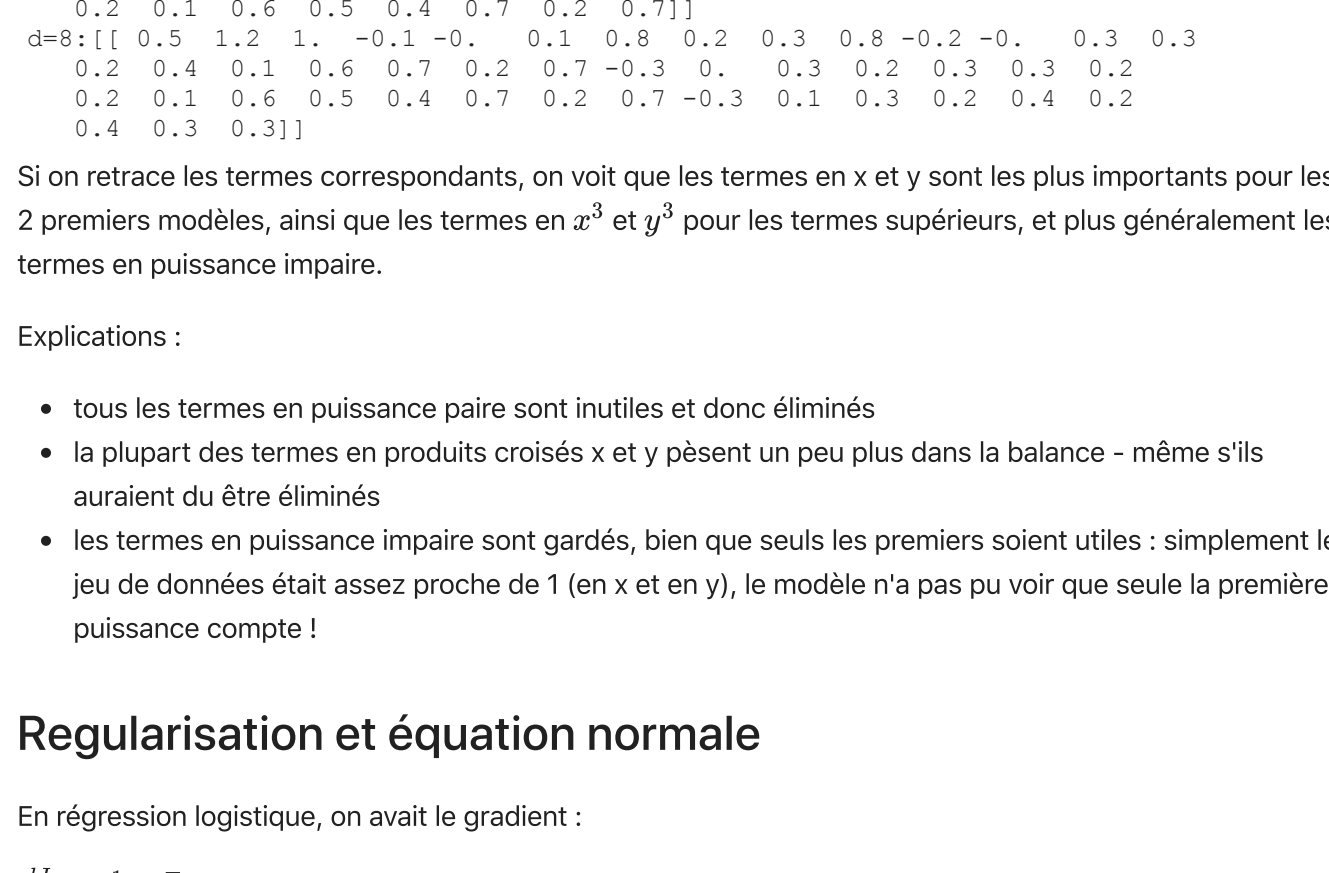 0.2 0.1 0.6 0.5 0.4 0.7 0.2 0.7]]
d=8:[[ 0.5 1.2 1. -0.1 -0. 0.1 0.8 0.2 0.3 0.8 -0.2 -0. 0.3 0.3
0.2 0.4 0.1 0.6 0.7 0.2 0.7 -0.3 0. 0.3 0.2 0.3 0.3 0.2
0.2 0.1 0.6 0.5 0.4 0.7 0.2 0.7 -0.3 0.1 0.3 0.2 0.4 0.2
0.4 0.3 0.3]]
Si on retrace les termes correspondants, on voit que les termes en x et y sont les plus importants pour les
2 premiers modèles, ainsi que les termes en x³ et y³ pour les termes supérieurs, et plus généralement les
termes en puissance impaire.
Explications :
• tous les termes en puissance paire sont inutiles et donc éliminés
• la plupart des termes en produits croisés x et y pèsent un peu plus dans la balance - même s'ils
auraient du être éliminés
• les termes en puissance impaire sont gardés, bien que seuls les premiers soient utiles : simplement le
jeu de données était assez proche de 1 (en x et en y), le modèle n'a pas pu voir que seule la première
puissance compte !
Regularisation et équation normale
En régression logistique, on avait le gradient :